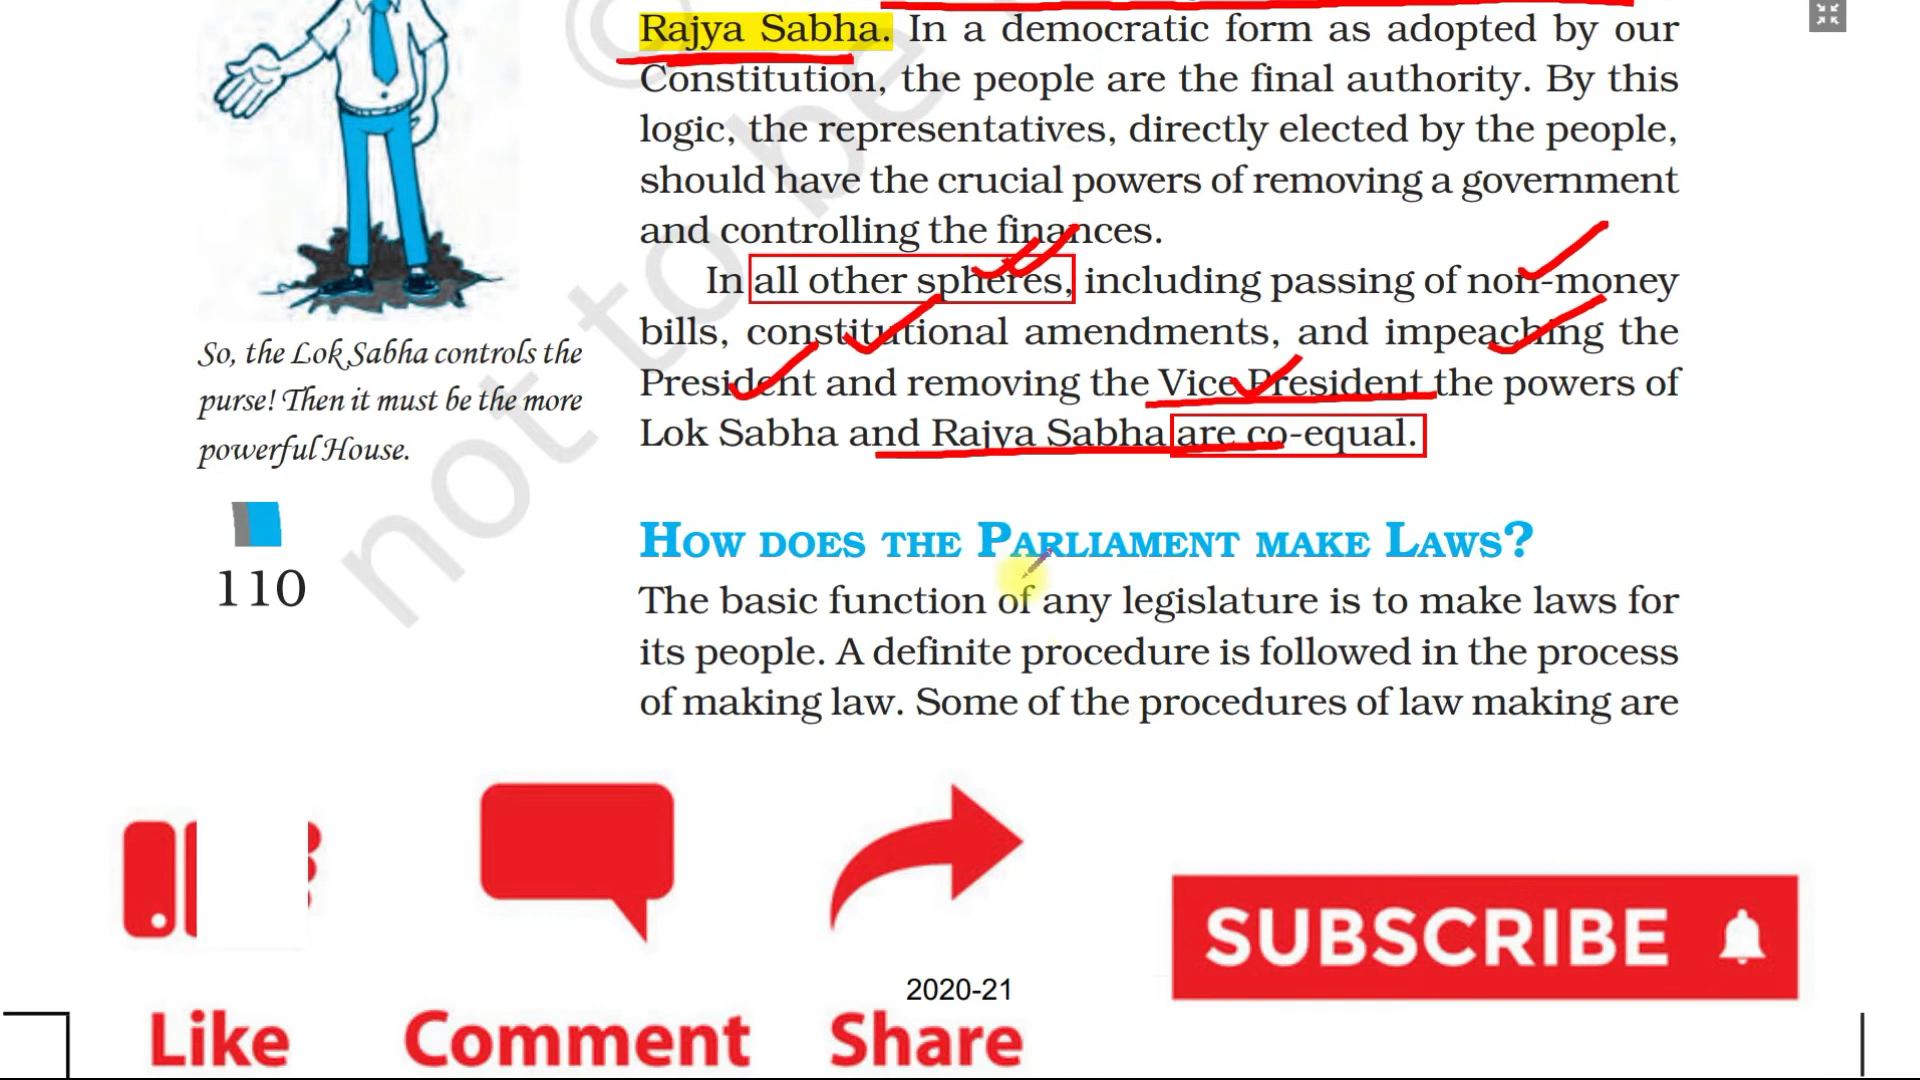 Rajya Sabha. In a democratic form as adopted by our
Constitution, the people are the final authority. By this
logic, the representatives, directly elected by the people,
should have the crucial powers of removing a government
and controlling the finances.
In all other spheres, including passing of non-money
bills, constitutional amendments, and impeaching the
President and removing the Vice President the powers of
Lok Sabha and Rajya Sabha are co-equal.
So, the Lok Sabha controls the
purse! Then it must be the more
powerful House.
110
HOW DOES THE PARLIAMENT MAKE LAWS?
The basic function of any legislature is to make laws for
its people. A definite procedure is followed in the process
of making law. Some of the procedures of law making are
not to be
©
SUBSCRIBE
2020-21
Like
Comment
Share